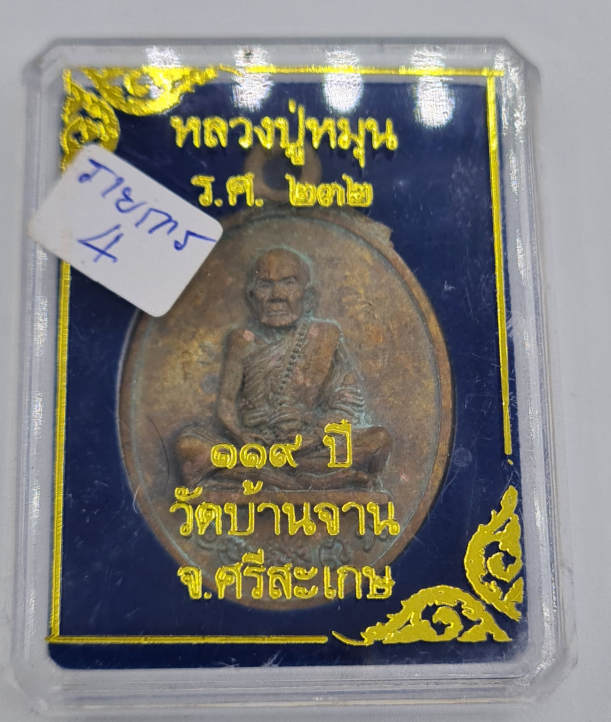 หลวงปู่หมุน
ร.ศ. ๒๓๒
รายการ
4
๑๑๙ ปี
วัดบ้านจาน
จ.ศรีสะเกษ